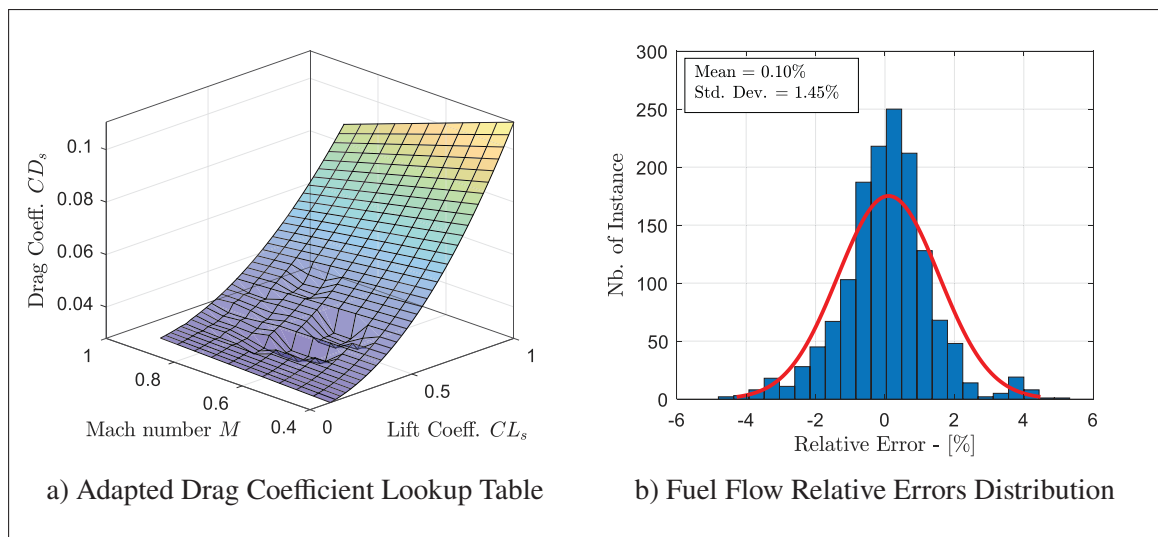 0.1
0.08
0.06
0.04
Drag Coeff. CD_s
1
0.8
0.6
0.4
Mach number M
0
0.5
1
Lift Coeff. CL_s
a) Adapted Drag Coefficient Lookup Table
Mean = 0.10%
Std. Dev. = 1.45%
300
250
200
150
100
50
0
Nb. of Instance
-6
-4
-2
0
2
4
6
Relative Error - [%]
b) Fuel Flow Relative Errors Distribution